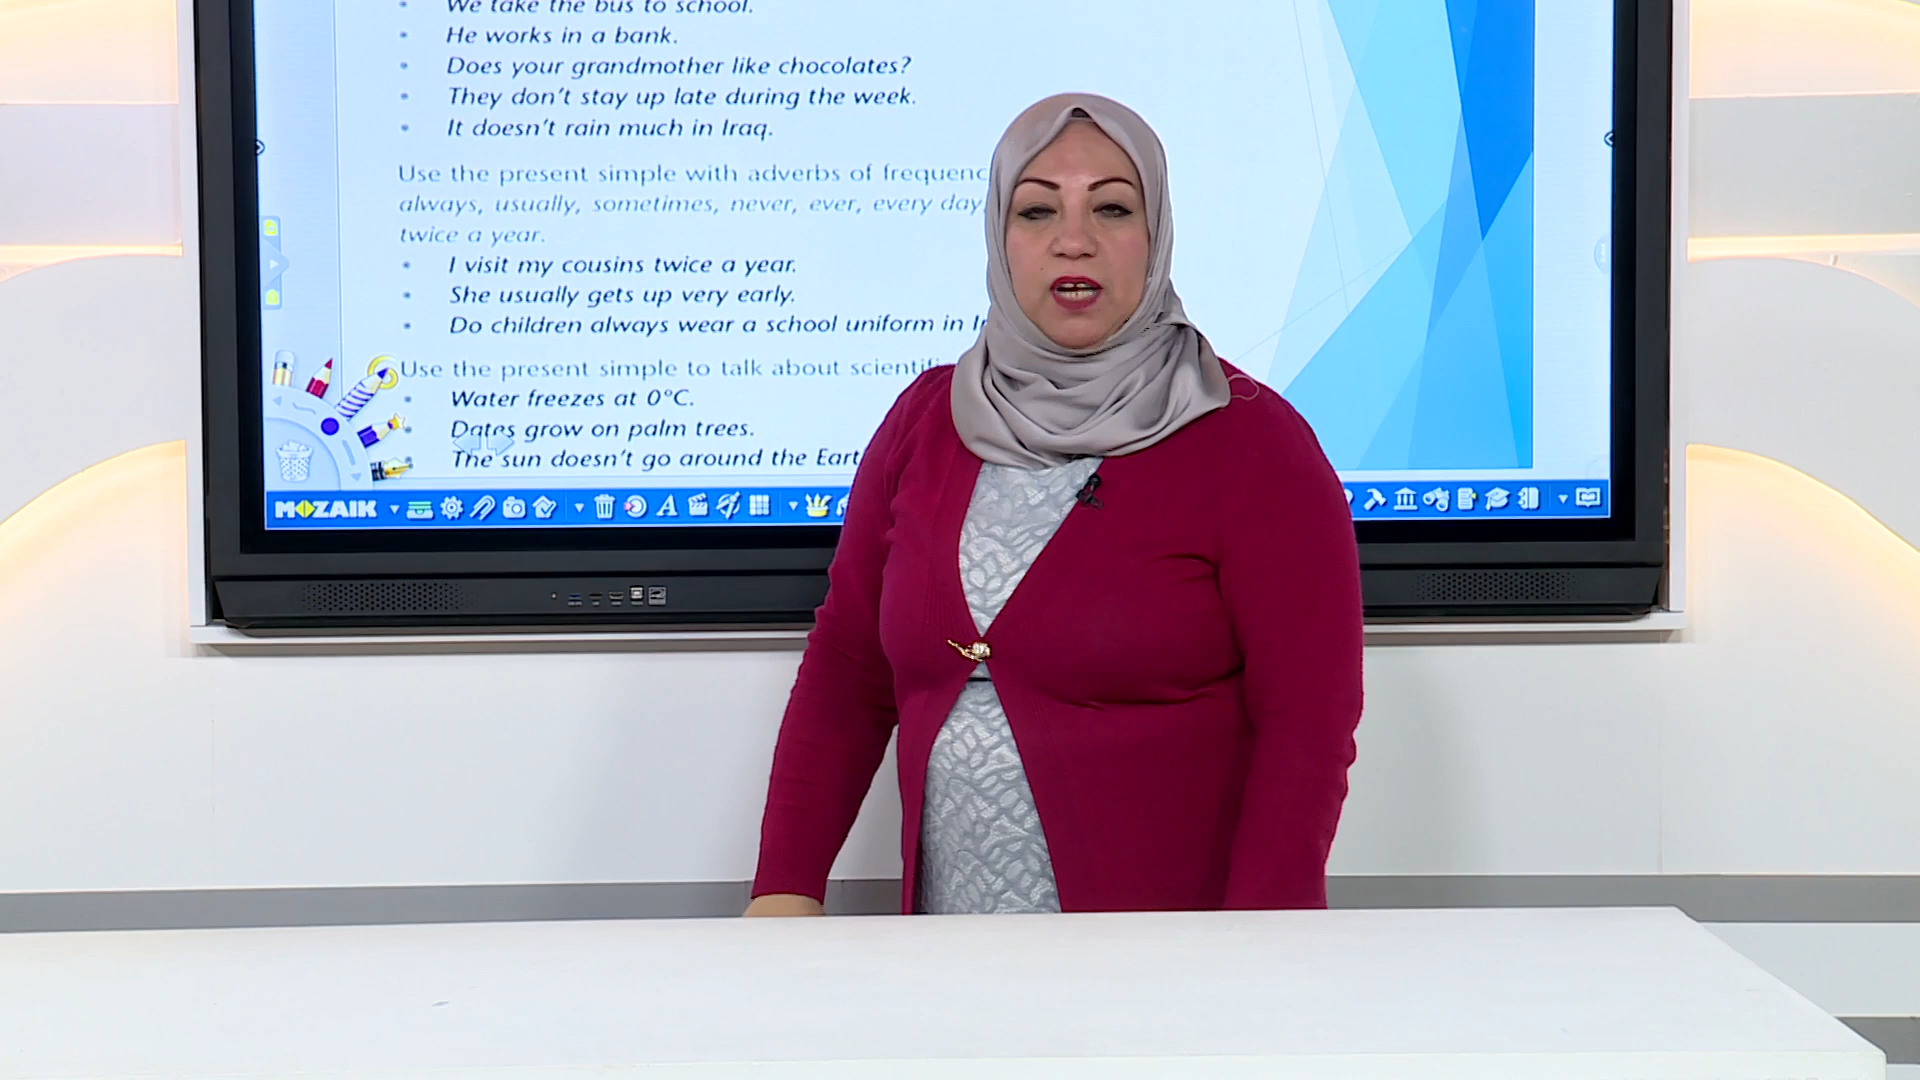 We take the bus to school.
He works in a bank.
Does your grandmother like chocolates?
They don't stay up late during the week.
It doesn't rain much in Iraq.
Use the present simple with adverbs of frequenc
always, usually, sometimes, never, ever, every day,
twice a year.
I visit my cousins twice a year.
She usually gets up very early.
Do children always wear a school uniform in I
Use the present simple to talk about scientifi
Water freezes at 0°C.
Dates grow on palm trees.
The sun doesn't go around the Eart
MOZAIK